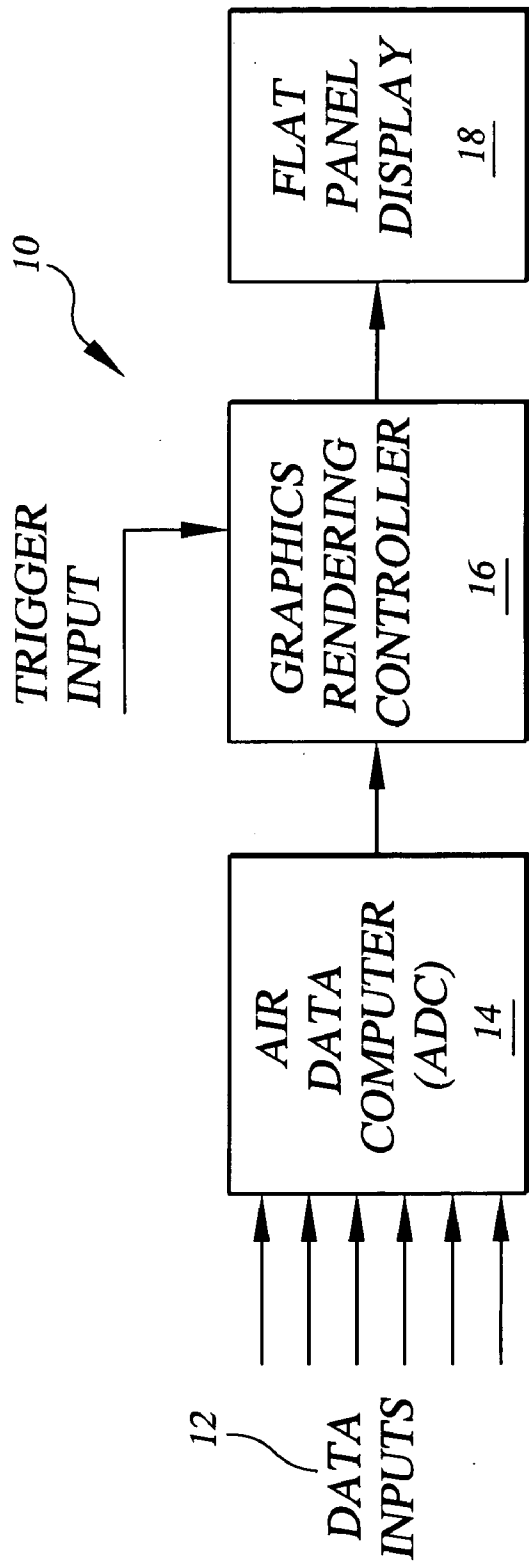 10
TRIGGER
INPUT
12
DATA
INPUTS
AIR
DATA
COMPUTER
(ADC)
14
GRAPHICS
RENDERING
CONTROLLER
16
FLAT
PANEL
DISPLAY
18